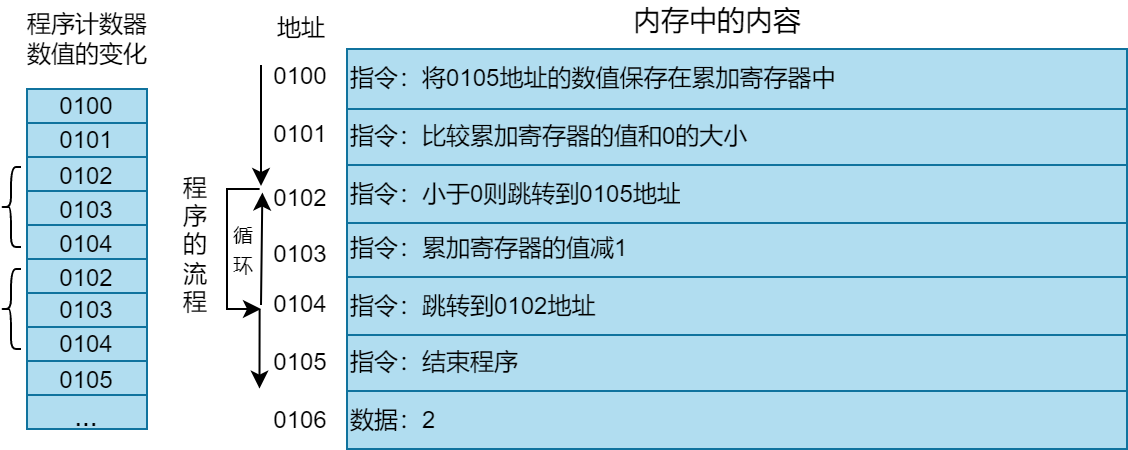 程序计数器
数值的变化
0100
0101
0102
0103
0104
0102
0103
0104
0105
...
程序的流程
循环
地址
内存中的内容
0100 指令：将0105地址的数值保存在累加寄存器中
0101 指令：比较累加寄存器的值和0的大小
0102 指令：小于0则跳转到0105地址
0103 指令：累加寄存器的值减1
0104 指令：跳转到0102地址
0105 指令：结束程序
0106 数据：2